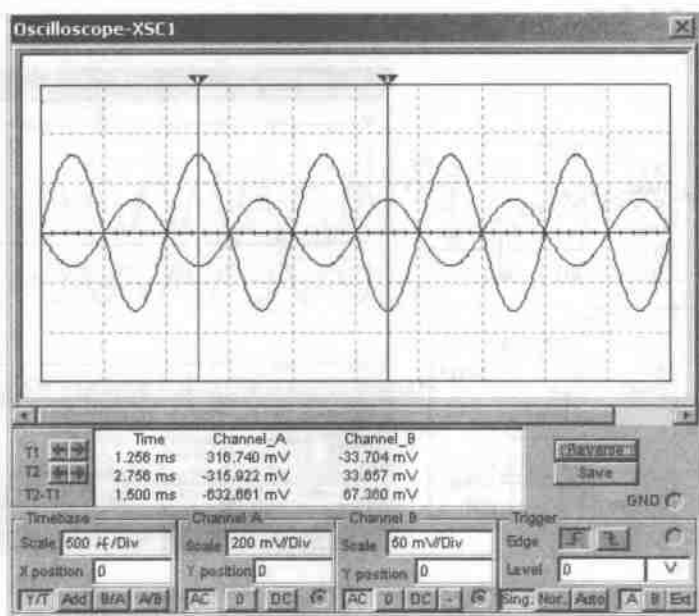 Oscilloscope-XSC1
Time Channel_A Channel_B
T1 1.256 ms 316.740 mV -33.704 mV
T2 2.756 ms -315.922 mV 33.657 mV
T2-T1 1.500 ms -632.661 mV 67.360 mV
Reverse
Save
GND
Timebase
Scale 500 /Div
X position 0
Y/T Add B/A A/B
Channel A
Scale 200 mV/Div
Y position 0
AC 0 DC
Channel B
Scale 50 mV/Div
Y position 0
AC 0 DC -
Trigger
Edge
Level 0 V
Sing. Nor. Auto A B Ext